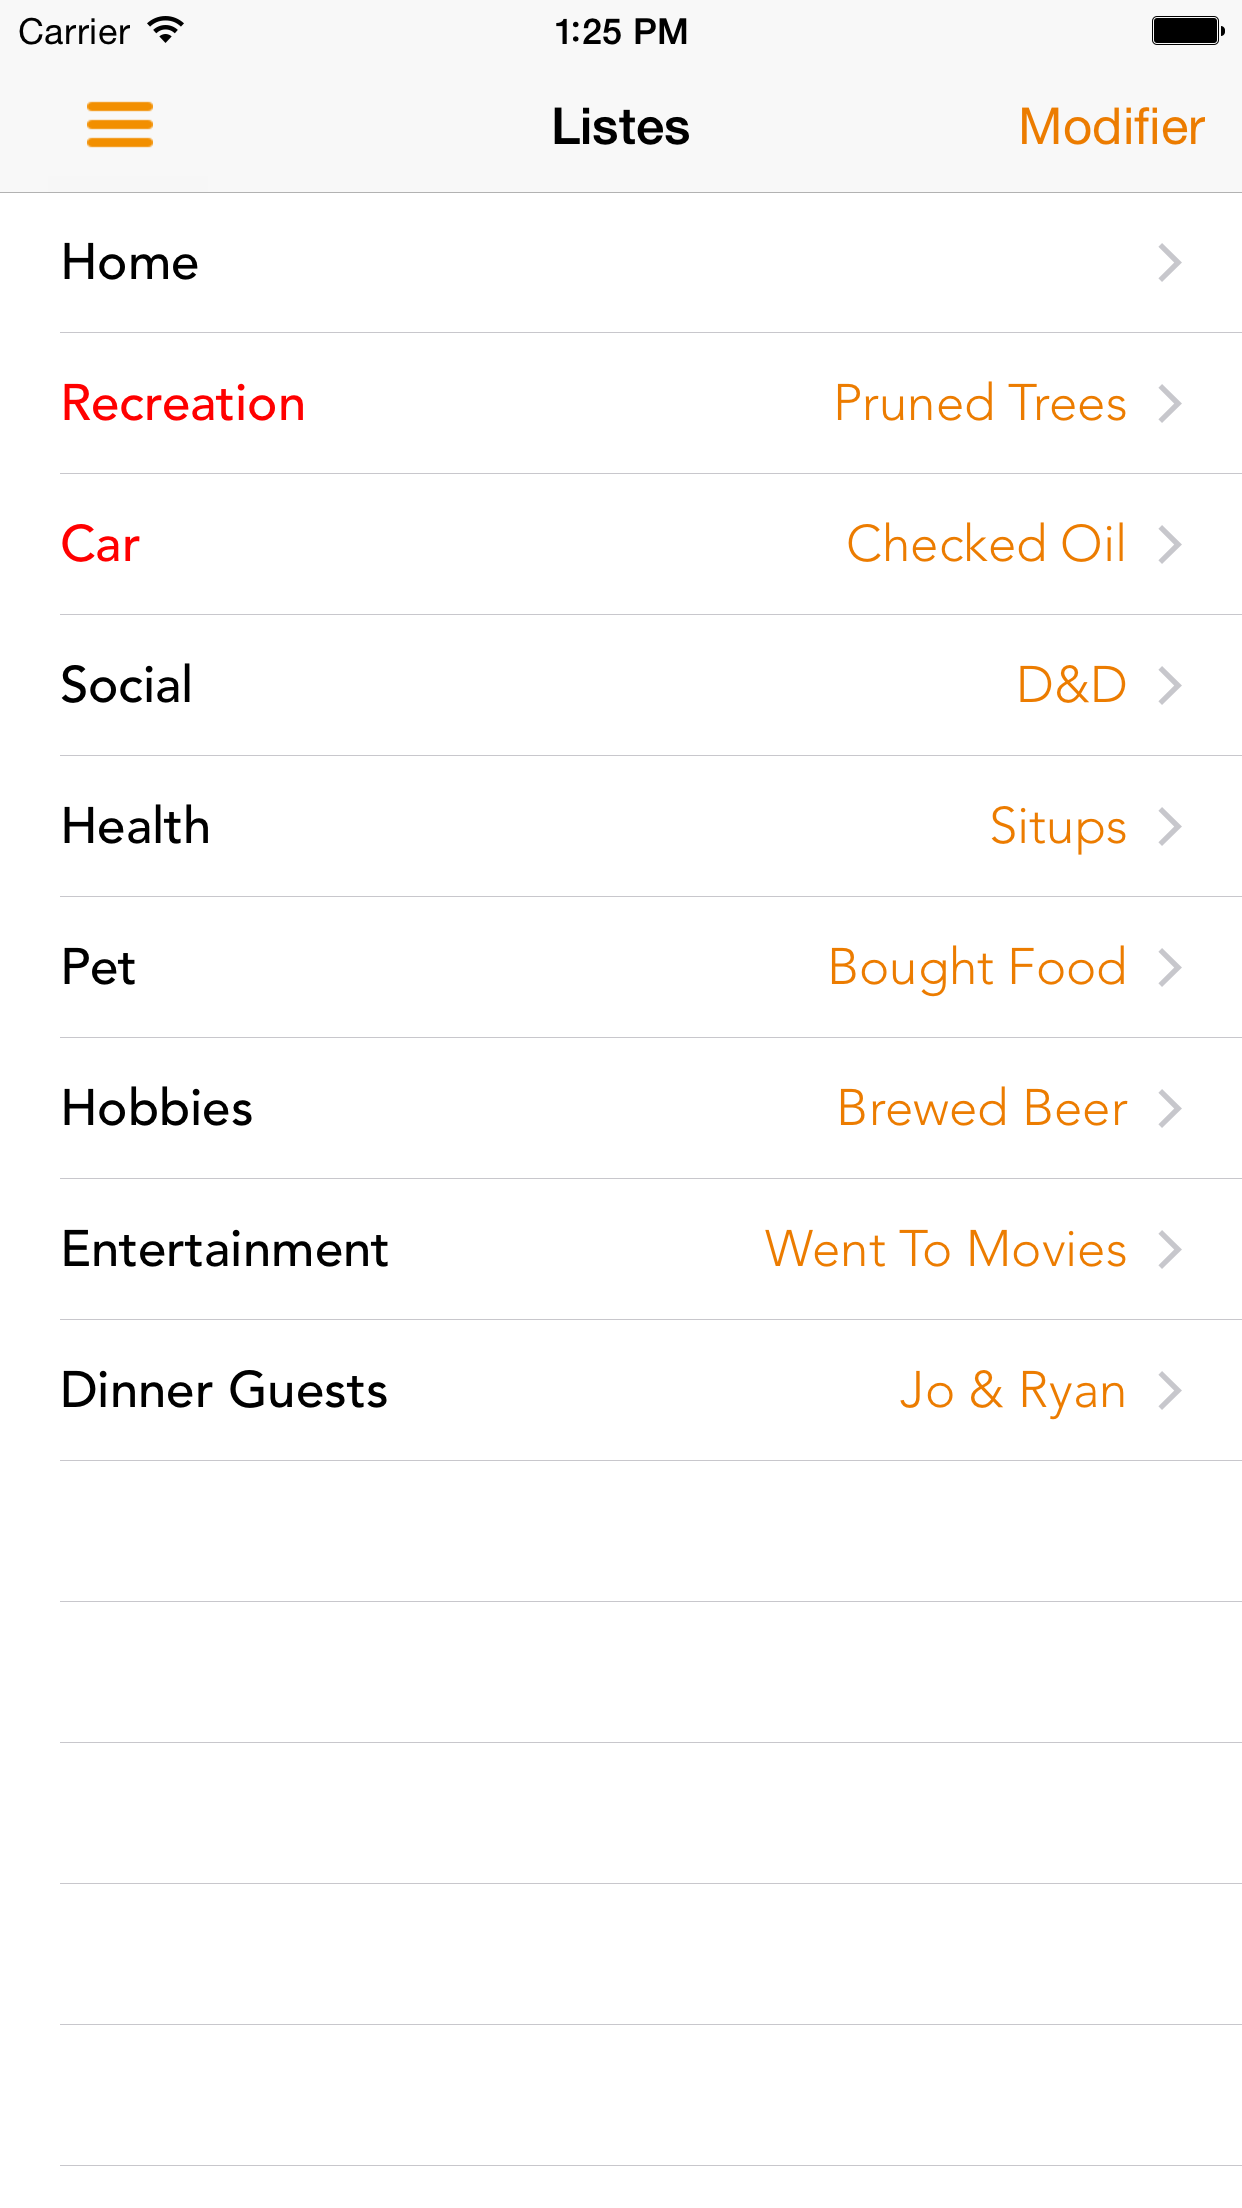 Carrier 1:25 PM
Listes Modifier
Home
Recreation Pruned Trees
Car Checked Oil
Social D&D
Health Situps
Pet Bought Food
Hobbies Brewed Beer
Entertainment Went To Movies
Dinner Guests Jo & Ryan